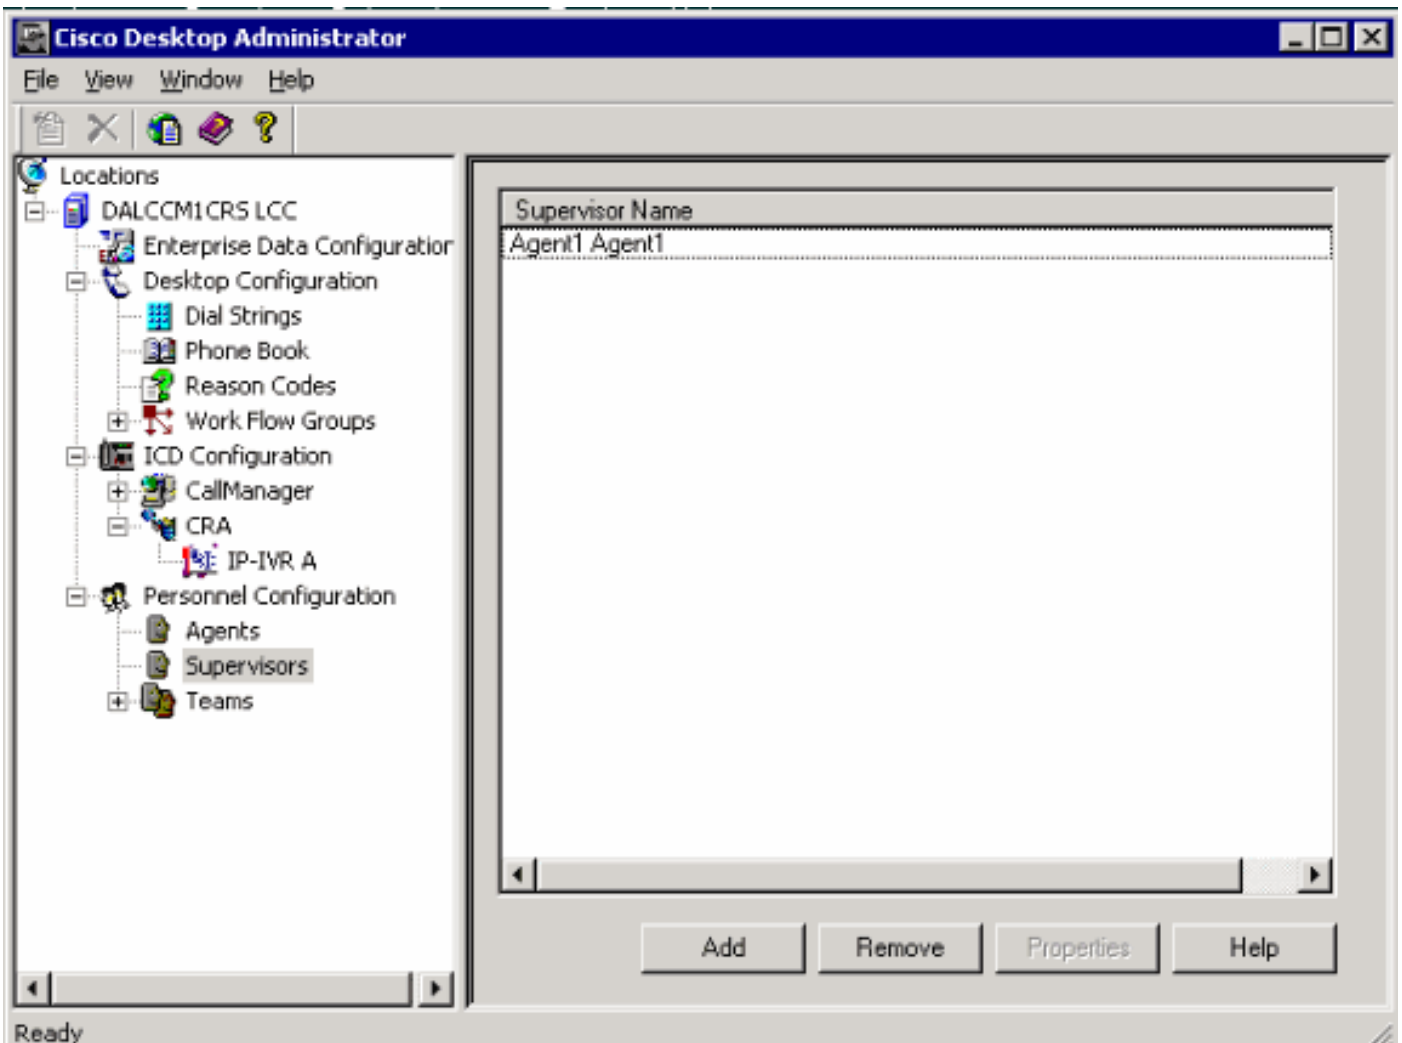 Cisco Desktop Administrator
File View Window Help
Locations
DALCCM1CRS LCC
Enterprise Data Configuration
Desktop Configuration
Dial Strings
Phone Book
Reason Codes
Work Flow Groups
ICD Configuration
CallManager
CRA
IP-IVR A
Personnel Configuration
Agents
Supervisors
Teams
Supervisor Name
Agent1 Agent1
Add Remove Properties Help
Ready